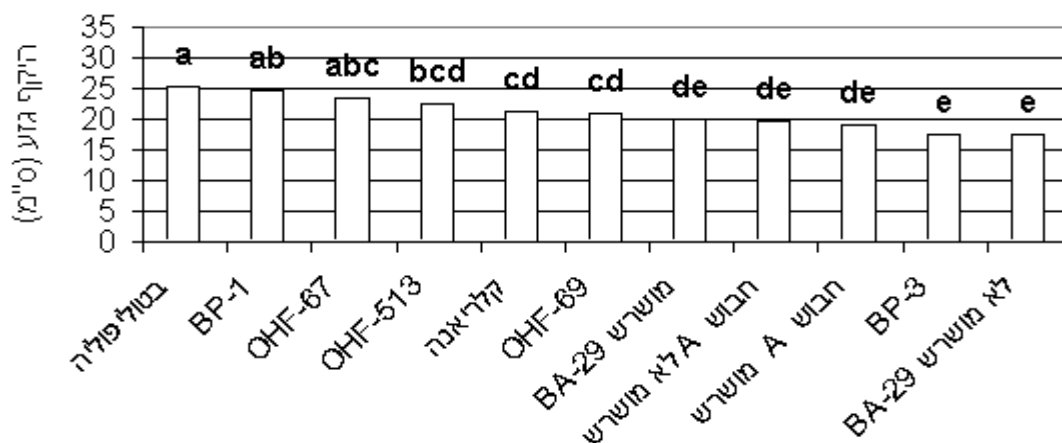 היקף גזע (ס"מ)
35
30
25
20
15
10
5
0
a
ab
abc
bcd
cd
cd
de
de
de
e
e
בטוליפוליה
BP-1
OHF-67
OHF-513
קלריאנה
OHF-69
מושרש BA-29
חבוש A לא מושרש
חבוש A מושרש
BP-3
לא מושרש BA-29